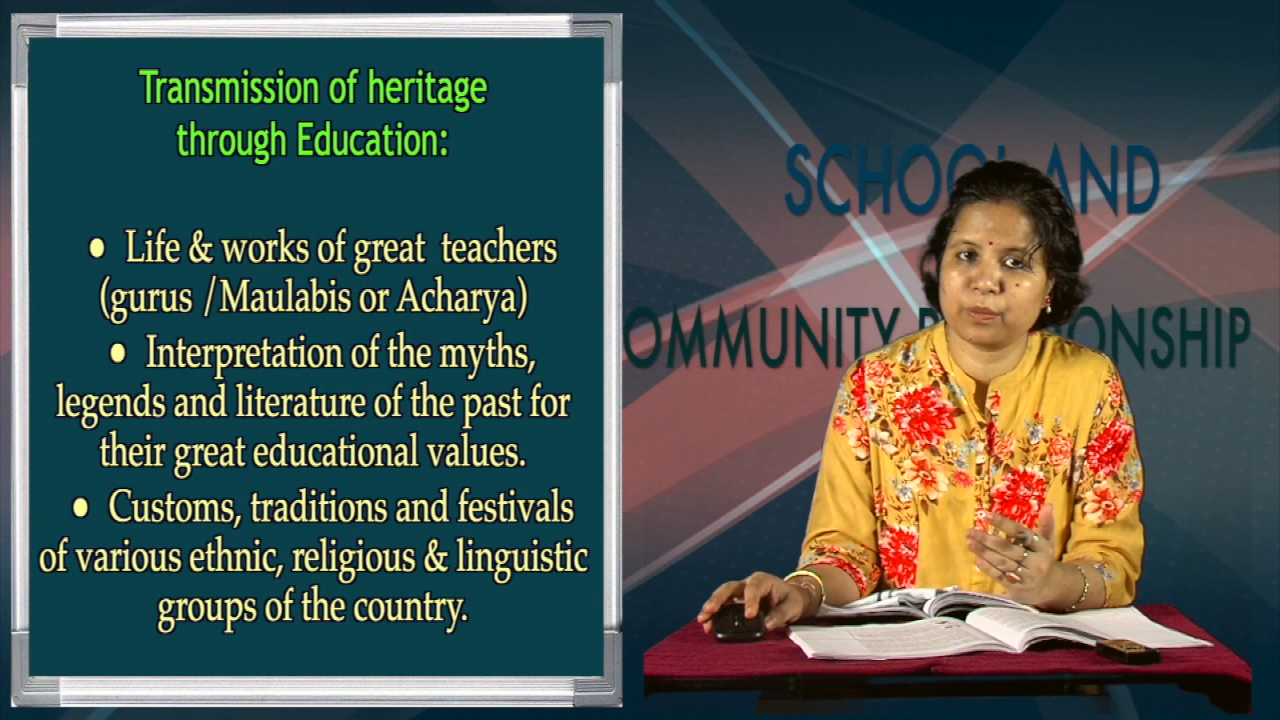 Transmission of heritage
through Education:
• Life & works of great teachers
(gurus /Maulabis or Acharya)
• Interpretation of the myths,
legends and literature of the past for
their great educational values.
• Customs, traditions and festivals
of various ethnic, religious & linguistic
groups of the country.
SCHOOL AND